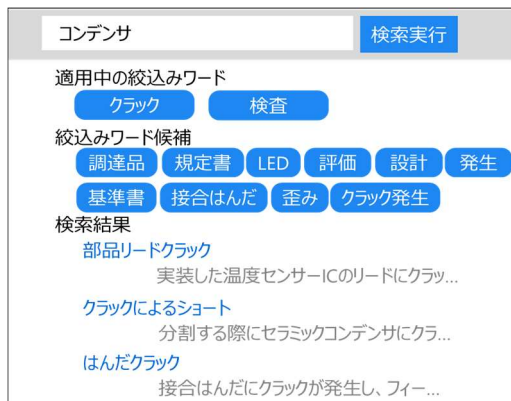 コンデンサ 検索実行
適用中の絞込みワード
クラック 検査
絞込みワード候補
調達品 規定書 LED 評価 設計 発生
基準書 接合はんだ 歪み クラック発生
検索結果
部品リードクラック
実装した温度センサーICのリードにクラッ...
クラックによるショート
分割する際にセラミックコンデンサにクラ...
はんだクラック
接合はんだにクラックが発生し、フィー...